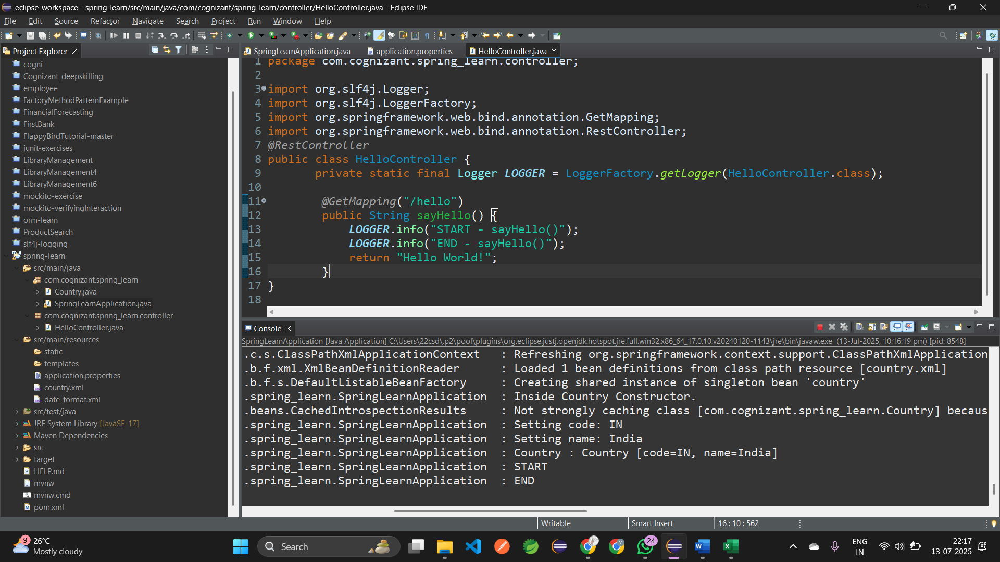 eclipse-workspace - spring-learn/src/main/java/com/cognizant/spring_learn/controller/HelloController.java - Eclipse IDE
File Edit Source Refactor Navigate Search Project Run Window Help
Project Explorer
cogni
Cognizant_deepskilling
employee
FactoryMethodPatternExample
FinancialForecasting
FirstBank
FlappyBirdTutorial-master
junit-exercises
LibraryManagement
LibraryManagement4
LibraryManagement6
mockito-exercise
mockito-verifyingInteraction
orm-learn
ProductSearch
slf4j-logging
spring-learn
src/main/java
com.cognizant.spring_learn
Country.java
SpringLearnApplication.java
com.cognizant.spring_learn.controller
HelloController.java
src/main/resources
static
templates
application.properties
country.xml
date-format.xml
src/test/java
JRE System Library [JavaSE-17]
Maven Dependencies
src
target
HELP.md
mvnw
mvnw.cmd
pom.xml
SpringLearnApplication.java application.properties HelloController.java
1 package com.cognizant.spring_learn.controller;
2
3 import org.slf4j.Logger;
4 import org.slf4j.LoggerFactory;
5 import org.springframework.web.bind.annotation.GetMapping;
6 import org.springframework.web.bind.annotation.RestController;
7 @RestController
8 public class HelloController {
9 private static final Logger LOGGER = LoggerFactory.getLogger(HelloController.class);
10
11 @GetMapping("/hello")
12 public String sayHello() {
13 LOGGER.info("START - sayHello()");
14 LOGGER.info("END - sayHello()");
15 return "Hello World!";
16 }
17 }
18
Console
SpringLearnApplication [Java Application] C:\Users\22csd\.p2\pool\plugins\org.eclipse.justj.openjdk.hotspot.jre.full.win32.x86_64_17.0.10.v20240120-1143\jre\bin\javaw.exe (13-Jul-2025, 10:16:19 pm) [pid: 8548]
.c.s.ClassPathXmlApplicationContext : Refreshing org.springframework.context.support.ClassPathXmlApplication
.b.f.xml.XmlBeanDefinitionReader : Loaded 1 bean definitions from class path resource [country.xml]
.b.f.s.DefaultListableBeanFactory : Creating shared instance of singleton bean 'country'
.spring_learn.SpringLearnApplication : Inside Country Constructor.
.beans.CachedIntrospectionResults : Not strongly caching class [com.cognizant.spring_learn.Country] becaus
.spring_learn.SpringLearnApplication : Setting code: IN
.spring_learn.SpringLearnApplication : Setting name: India
.spring_learn.SpringLearnApplication : Country : Country [code=IN, name=India]
.spring_learn.SpringLearnApplication : START
.spring_learn.SpringLearnApplication : END
Writable Smart Insert 16 : 10 : 562
9
26°C
Mostly cloudy
Search
24
ENG
IN
22:17
13-07-2025